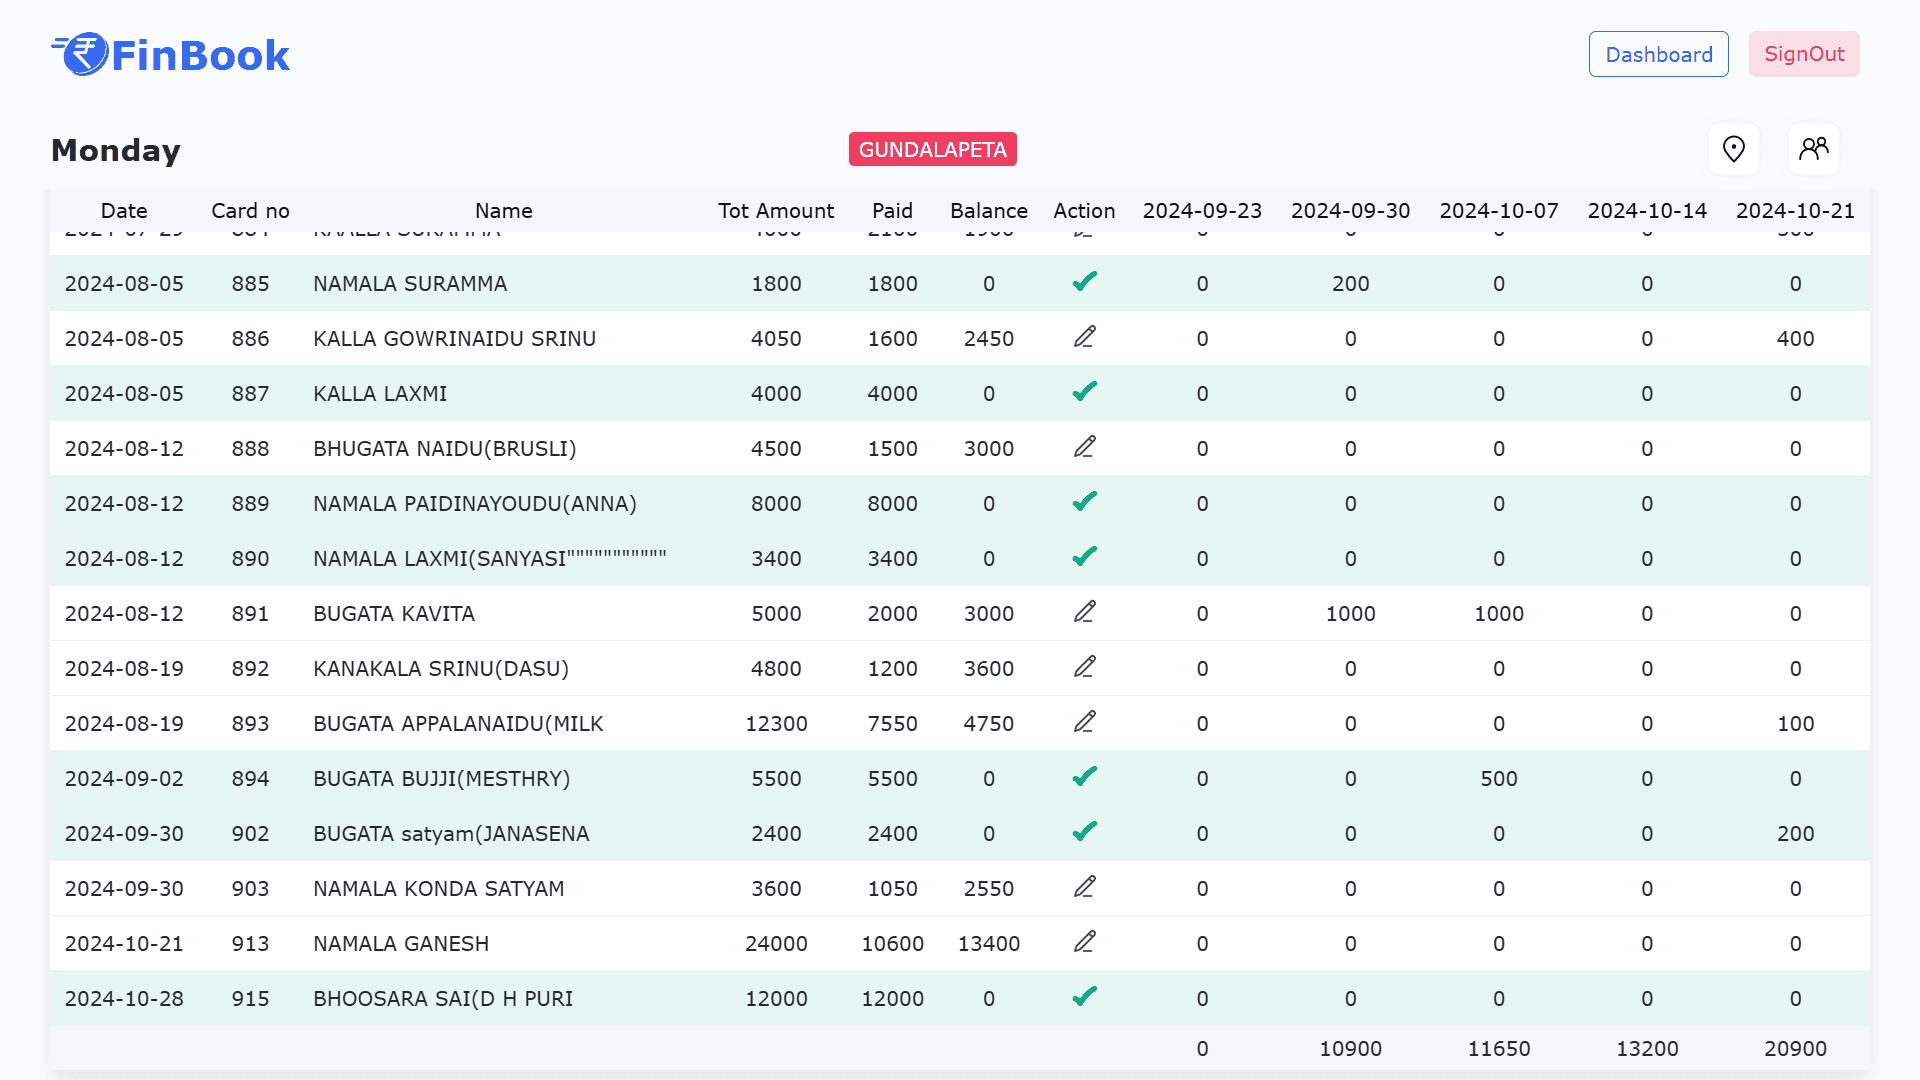 FinBook
Dashboard SignOut
Monday GUNDALAPETA
Date Card no Name Tot Amount Paid Balance Action 2024-09-23 2024-09-30 2024-10-07 2024-10-14 2024-10-21
2024-08-05 885 NAMALA SURAMMA 1800 1800 0 0 200 0 0 0
2024-08-05 886 KALLA GOWRINAIDU SRINU 4050 1600 2450 0 0 0 0 400
2024-08-05 887 KALLA LAXMI 4000 4000 0 0 0 0 0 0
2024-08-12 888 BHUGATA NAIDU(BRUSLI) 4500 1500 3000 0 0 0 0 0
2024-08-12 889 NAMALA PAIDINAYOUDU(ANNA) 8000 8000 0 0 0 0 0 0
2024-08-12 890 NAMALA LAXMI(SANYASI""""""""""" 3400 3400 0 0 0 0 0 0
2024-08-12 891 BUGATA KAVITA 5000 2000 3000 0 1000 1000 0 0
2024-08-19 892 KANAKALA SRINU(DASU) 4800 1200 3600 0 0 0 0 0
2024-08-19 893 BUGATA APPALANAIDU(MILK 12300 7550 4750 0 0 0 0 100
2024-09-02 894 BUGATA BUJJI(MESTHRY) 5500 5500 0 0 0 500 0 0
2024-09-30 902 BUGATA satyam(JANASENA 2400 2400 0 0 0 0 0 200
2024-09-30 903 NAMALA KONDA SATYAM 3600 1050 2550 0 0 0 0 0
2024-10-21 913 NAMALA GANESH 24000 10600 13400 0 0 0 0 0
2024-10-28 915 BHOOSARA SAI(D H PURI 12000 12000 0 0 0 0 0 0
0 10900 11650 13200 20900